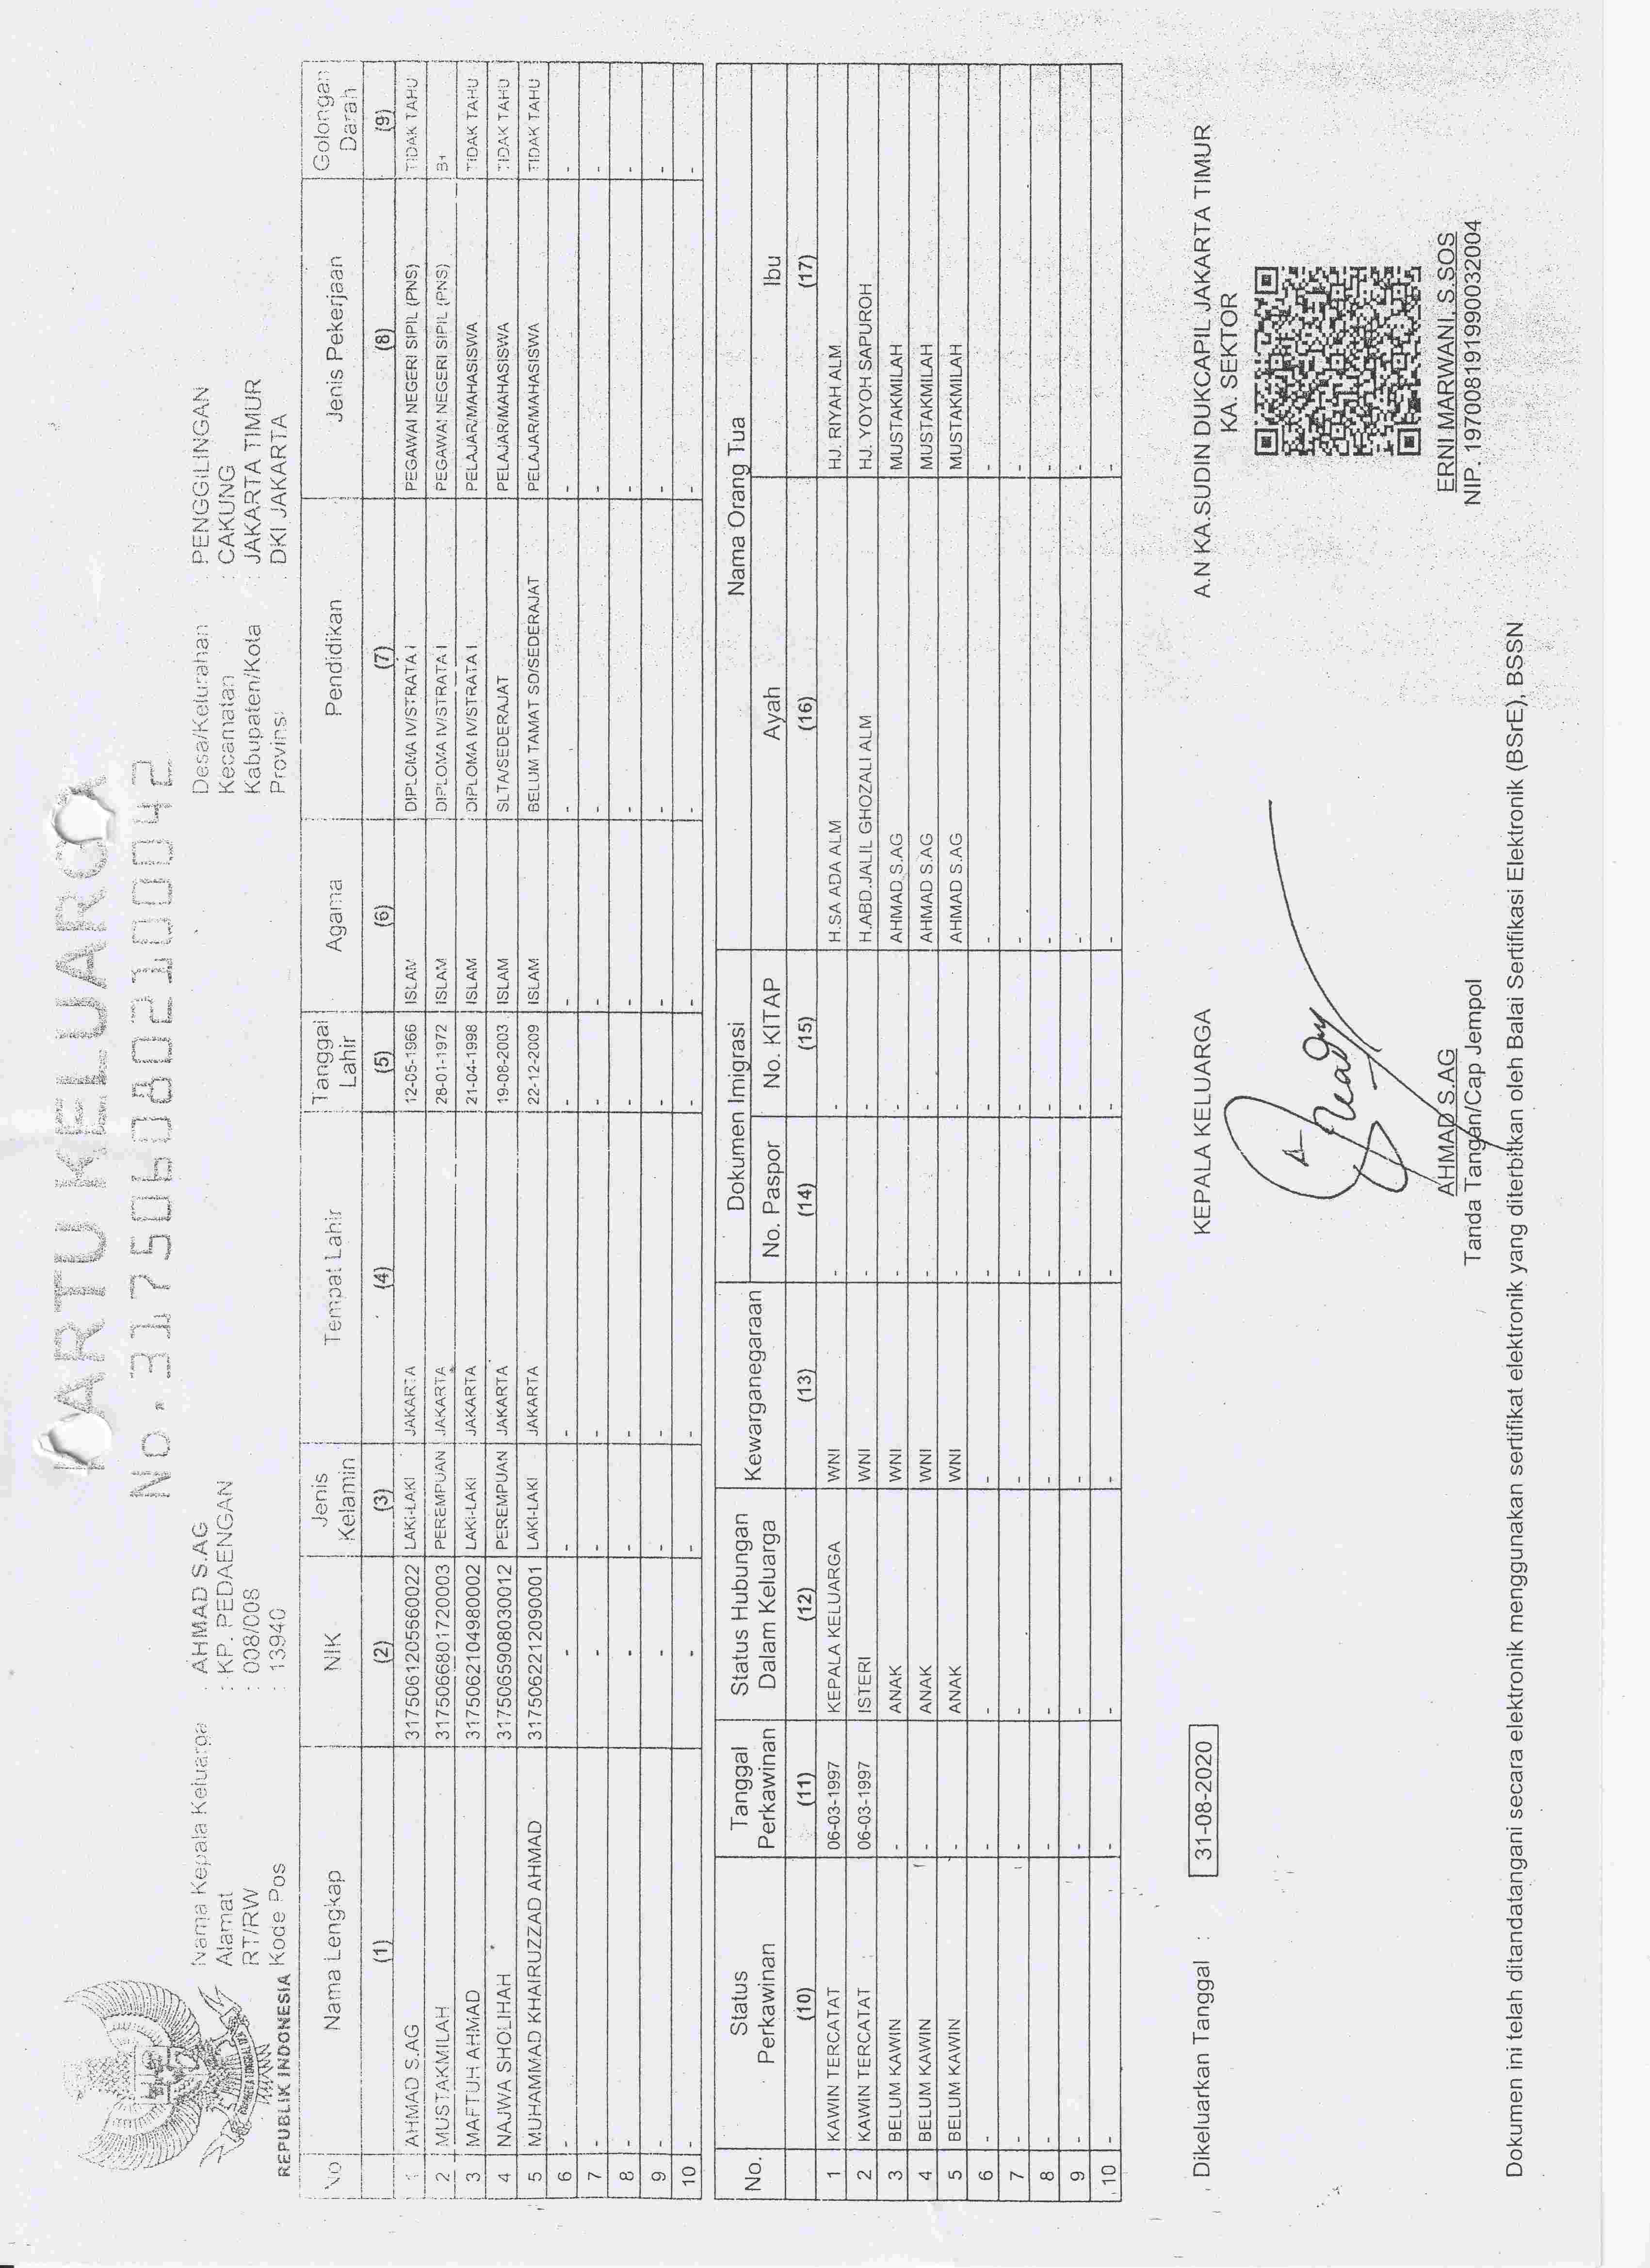 KARTU KELUARGA
No. 3175060802100042
REPUBLIK INDONESIA
Nama Kepala Keluarga : AHMAD S.AG
Alamat : KP. PEDAENGAN
RT/RW : 008/008
Kode Pos : 13940
Desa/Kelurahan : PENGGILINGAN
Kecamatan : CAKUNG
Kabupaten/Kota : JAKARTA TIMUR
Provinsi : DKI JAKARTA
No Nama Lengkap NIK Jenis Kelamin Tempat Lahir Tanggal Lahir Agama Pendidikan Jenis Pekerjaan Golongan Darah
(1) (2) (3) (4) (5) (6) (7) (8) (9)
1 AHMAD S.AG 3175061205660022 LAKI-LAKI JAKARTA 12-05-1966 ISLAM DIPLOMA IV/STRATA I PEGAWAI NEGERI SIPIL (PNS) TIDAK TAHU
2 MUSTAKMILAH 3175066801720003 PEREMPUAN JAKARTA 28-01-1972 ISLAM DIPLOMA IV/STRATA I PEGAWAI NEGERI SIPIL (PNS) B+
3 MAFTUH AHMAD 3175062104980002 LAKI-LAKI JAKARTA 21-04-1998 ISLAM DIPLOMA IV/STRATA I PELAJAR/MAHASISWA TIDAK TAHU
4 NAJWA SHOLIHAH 3175065908030012 PEREMPUAN JAKARTA 19-08-2003 ISLAM SLTA/SEDERAJAT PELAJAR/MAHASISWA TIDAK TAHU
5 MUHAMMAD KHAIRUZZAD AHMAD 3175062212090001 LAKI-LAKI JAKARTA 22-12-2009 ISLAM BELUM TAMAT SD/SEDERAJAT PELAJAR/MAHASISWA TIDAK TAHU
6 - - - - - - - - -
7 - - - - - - - - -
8 - - - - - - - - -
9 - - - - - - - - -
10 - - - - - - - - -
No. Status Perkawinan Tanggal Perkawinan Status Hubungan Dalam Keluarga Kewarganegaraan Dokumen Imigrasi Nama Orang Tua
No. Paspor No. KITAP Ayah Ibu
(10) (11) (12) (13) (14) (15) (16) (17)
1 KAWIN TERCATAT 06-03-1997 KEPALA KELUARGA WNI - - H.SA ADA ALM HJ. RIYAH ALM
2 KAWIN TERCATAT 06-03-1997 ISTERI WNI - - H.ABD.JALIL GHOZALI ALM HJ. YOYOH SAPUROH
3 BELUM KAWIN - ANAK WNI - - AHMAD S.AG MUSTAKMILAH
4 BELUM KAWIN - ANAK WNI - - AHMAD S.AG MUSTAKMILAH
5 BELUM KAWIN - ANAK WNI - - AHMAD S.AG MUSTAKMILAH
6 - - - - - - - -
7 - - - - - - - -
8 - - - - - - - -
9 - - - - - - - -
10 - - - - - - - -
Dikeluarkan Tanggal : 31-08-2020
KEPALA KELUARGA
AHMAD S.AG
Tanda Tangan/Cap Jempol
A.N KA.SUDIN DUKCAPIL JAKARTA TIMUR
KA. SEKTOR
ERNI MARWANI, S.SOS
NIP. 197008191990032004
Dokumen ini telah ditandatangani secara elektronik menggunakan sertifikat elektronik yang diterbitkan oleh Balai Sertifikasi Elektronik (BSrE), BSSN